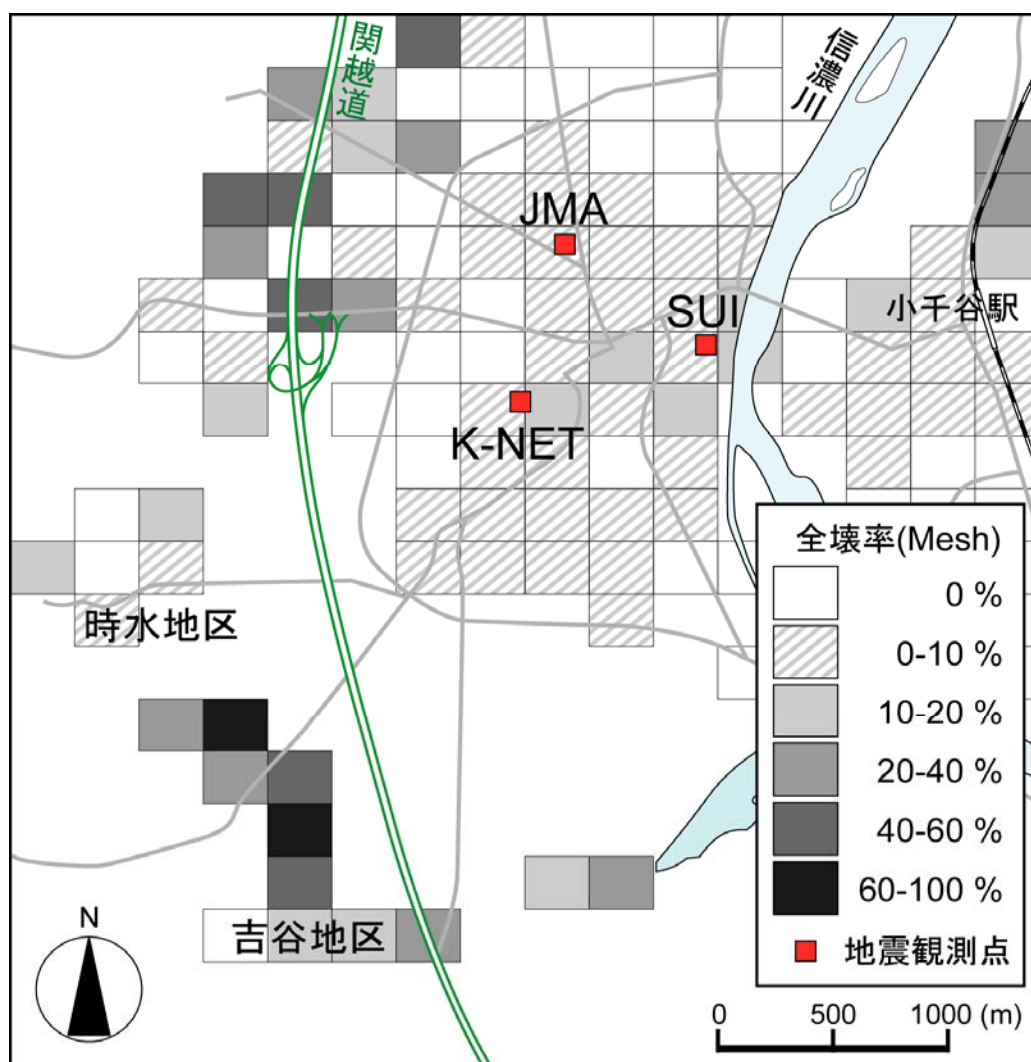 関越道
信濃川
JMA
SUI
小千谷駅
K-NET
時水地区
吉谷地区
N
全壊率(Mesh)
0 %
0-10 %
10-20 %
20-40 %
40-60 %
60-100 %
地震観測点
0 500 1000 (m)